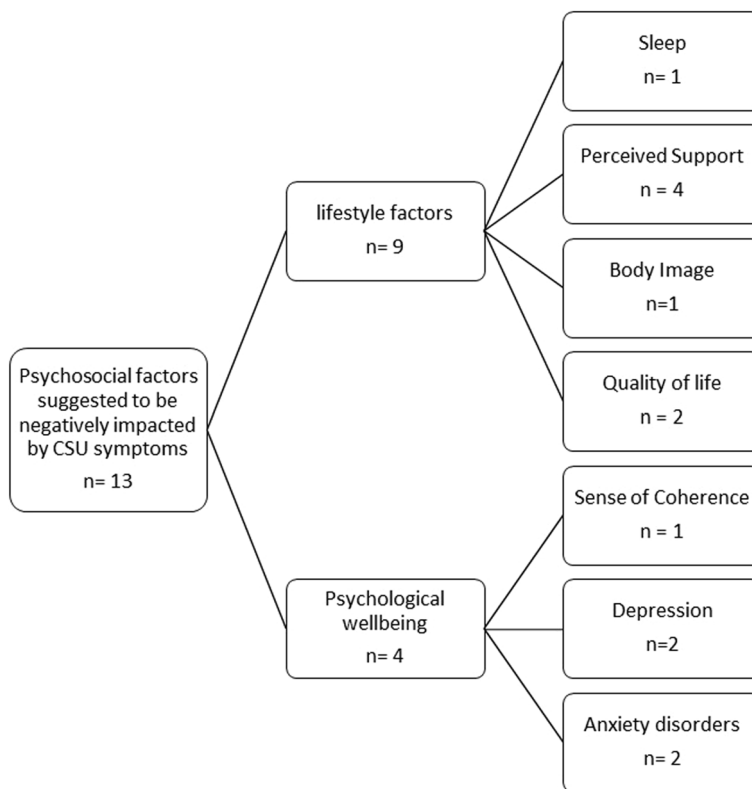 Psychosocial factors
suggested to be
negatively impacted
by CSU symptoms
n= 13
lifestyle factors
n= 9
Sleep
n= 1
Perceived Support
n = 4
Body Image
n=1
Quality of life
n = 2
Psychological
wellbeing
n= 4
Sense of Coherence
n = 1
Depression
n=2
Anxiety disorders
n= 2